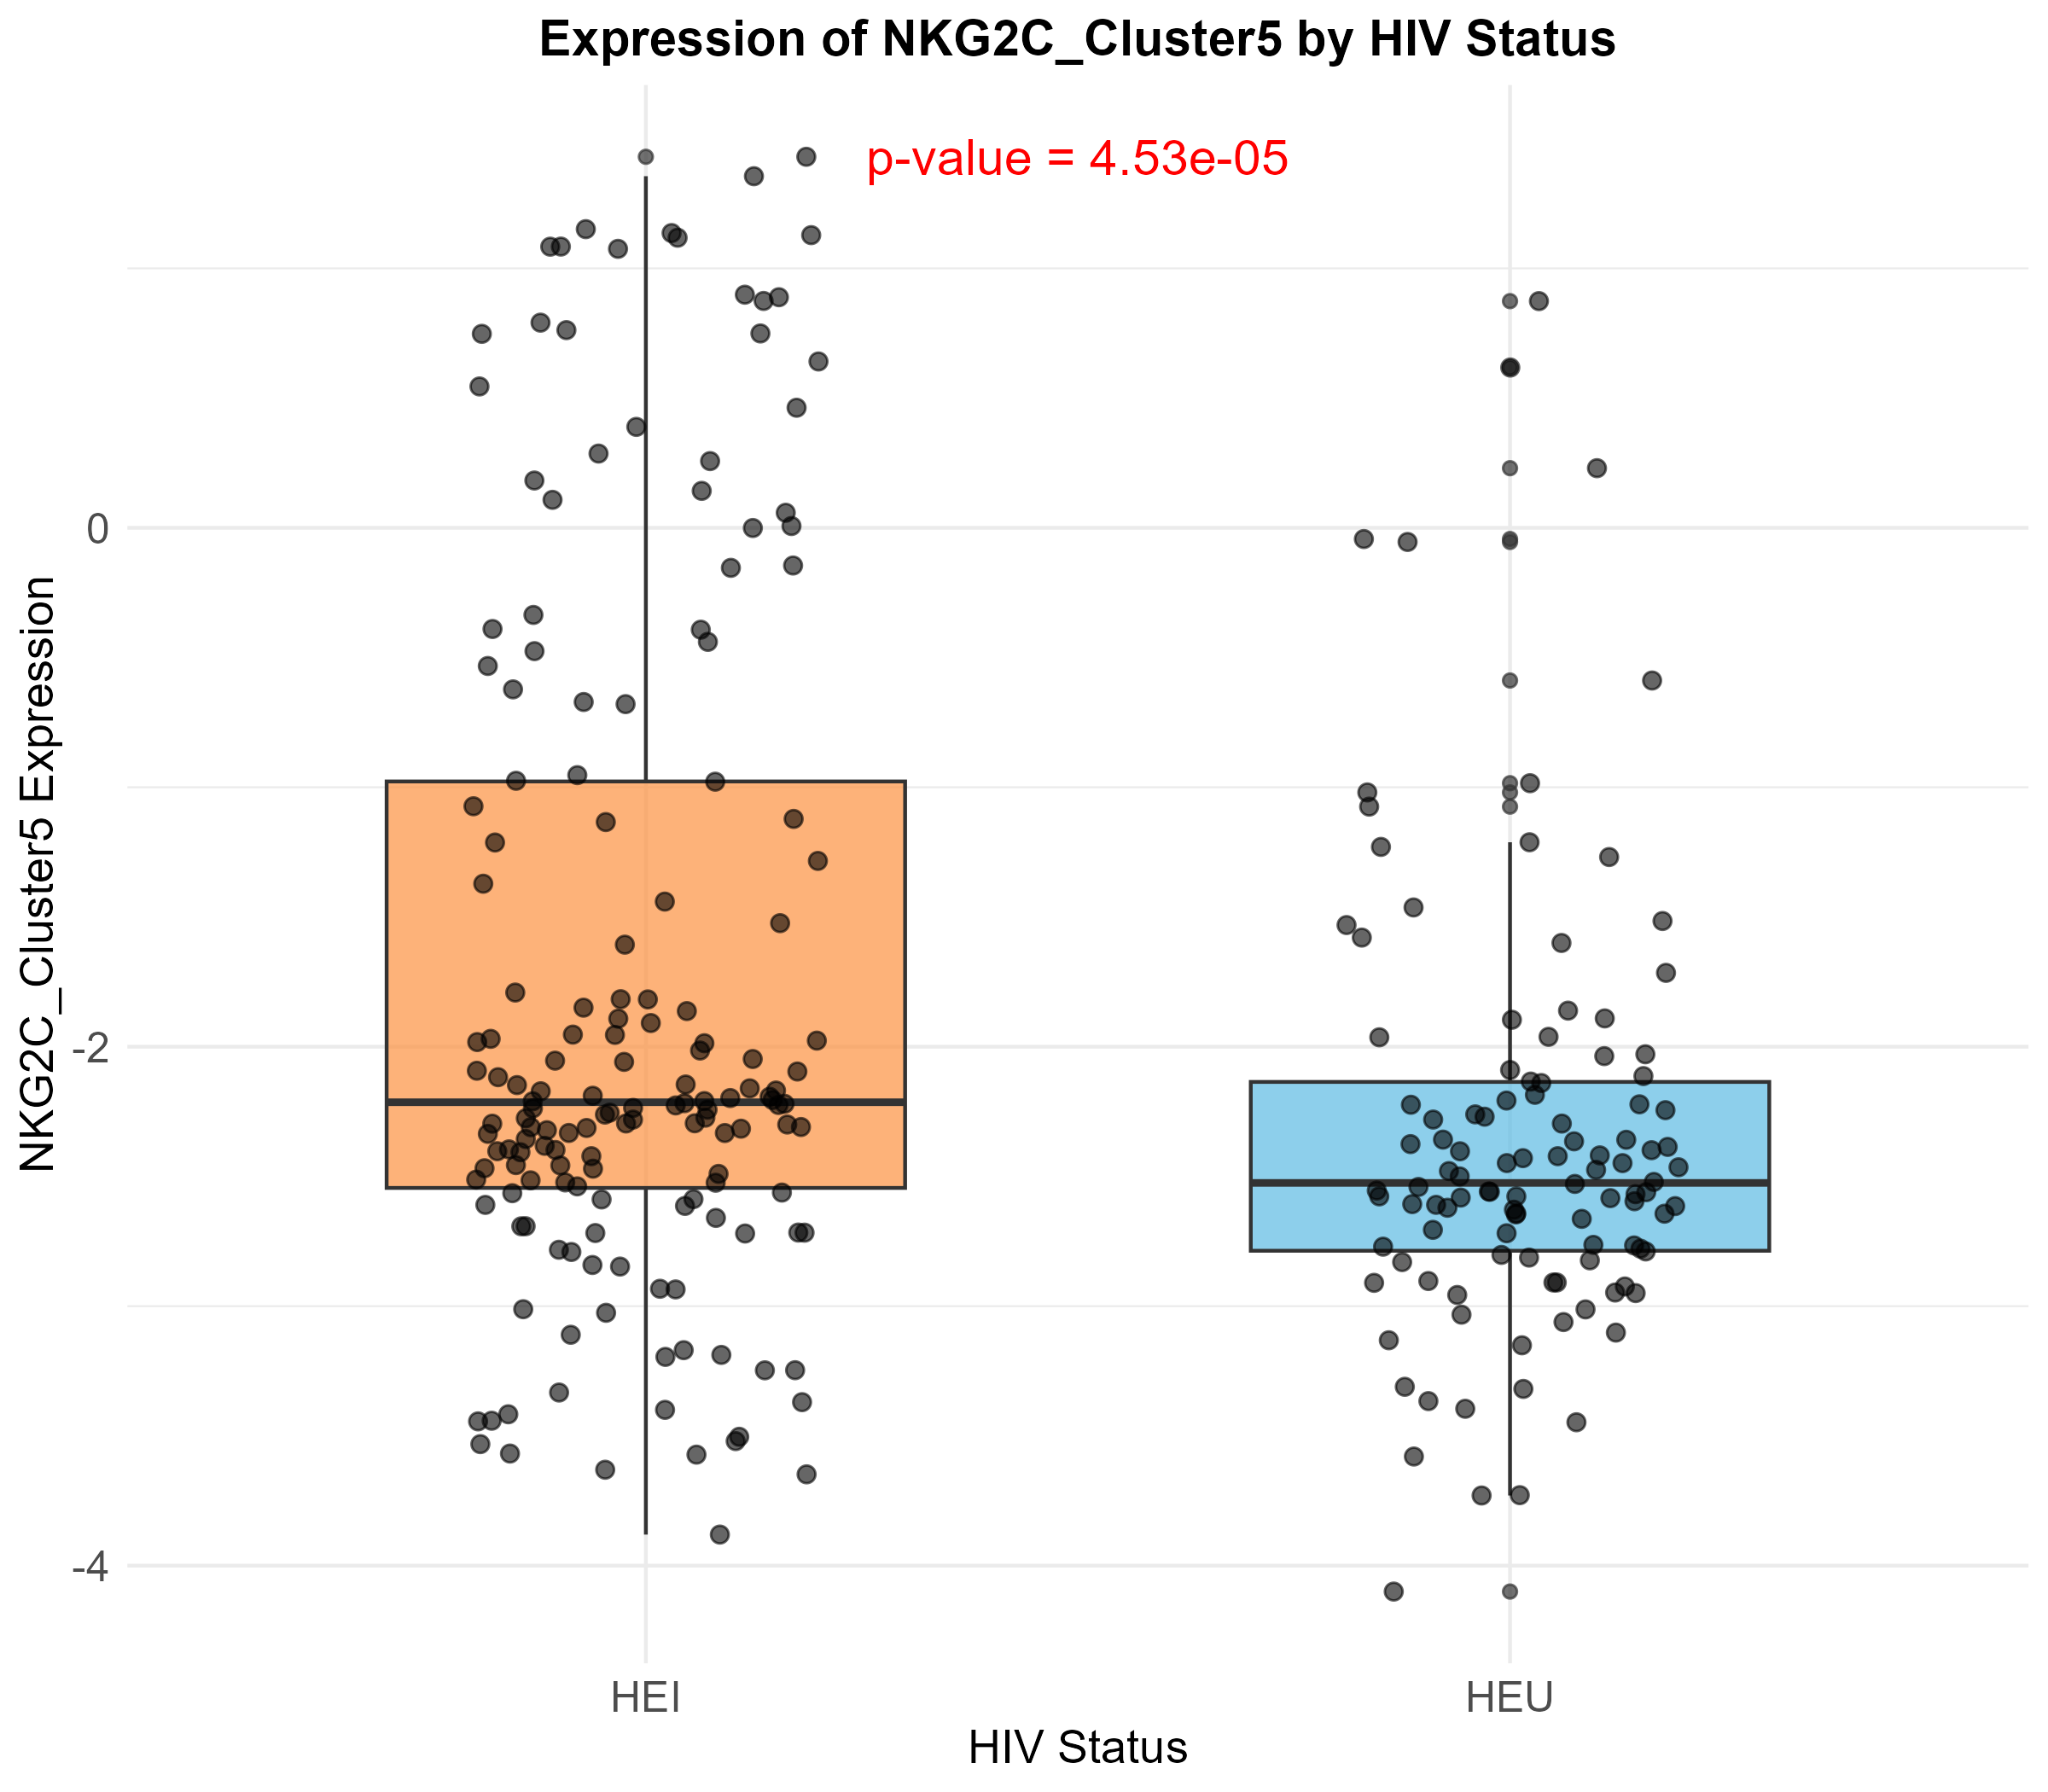 Expression of NKG2C_Cluster5 by HIV Status
p-value = 4.53e-05
NKG2C_Cluster5 Expression
0
-2
-4
HEI
HEU
HIV Status